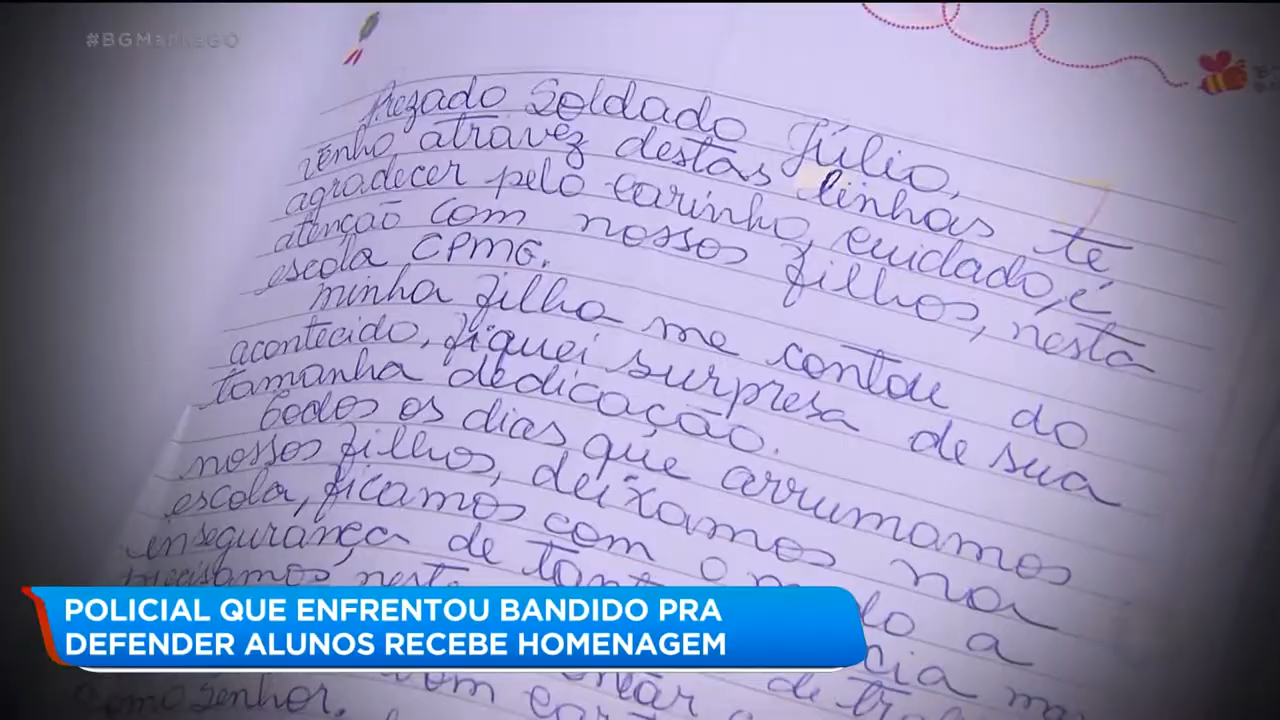 #BGManhãGO
Prezado Soldado Júlio,
venho atravéz destas linhas te
agradecer pelo carinho, cuidado, é
atenção com nossos filhos, nesta
escola CPMG.
minha filha me contou do
acontecido, fiquei surpresa de sua
tamanha dedicação.
todos os dias que arrumamos
nossos filhos, deixamos na
escola, ficamos com o
insegurança de a
precisamos neste
POLICIAL QUE ENFRENTOU BANDIDO PRA
DEFENDER ALUNOS RECEBE HOMENAGEM
como senhor.